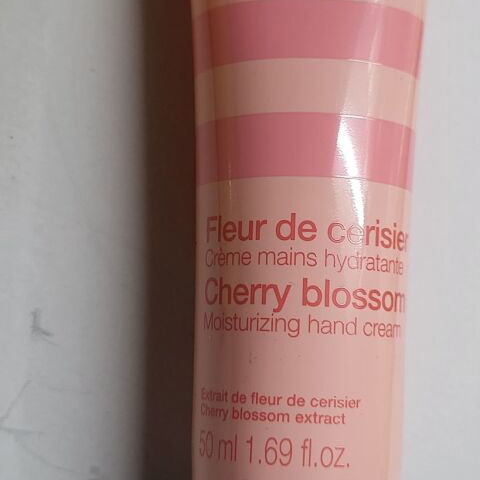 Fleur de cerisier
Crème mains hydratante
Cherry blossom
Moisturizing hand cream
Extrait de fleur de cerisier
Cherry blossom extract
50 ml 1.69 fl.oz.